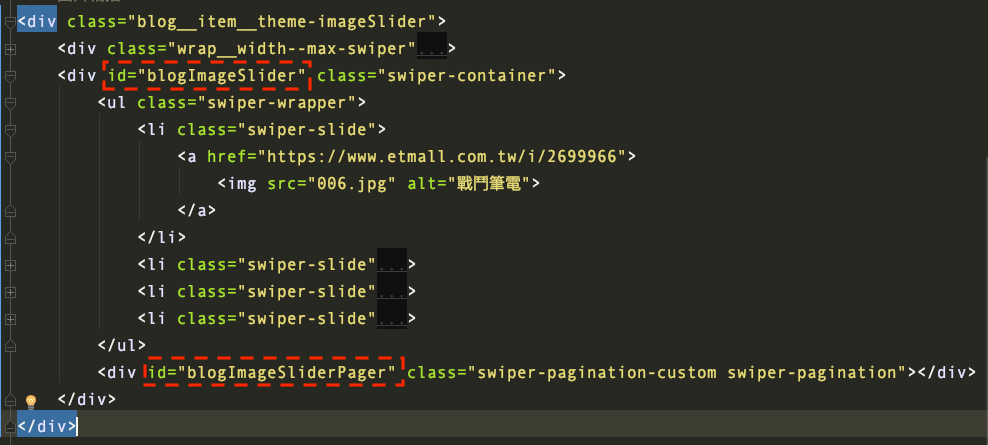 <div class="blog__item__theme-imageSlider">
<div class="wrap__width--max-swiper"...>
<div id="blogImageSlider" class="swiper-container">
<ul class="swiper-wrapper">
<li class="swiper-slide">
<a href="https://www.etmall.com.tw/i/2699966">
<img src="006.jpg" alt="戰鬥筆電">
</a>
</li>
<li class="swiper-slide"...>
<li class="swiper-slide"...>
<li class="swiper-slide"...>
</ul>
<div id="blogImageSliderPager" class="swiper-pagination-custom swiper-pagination"></div>
</div>
</div>